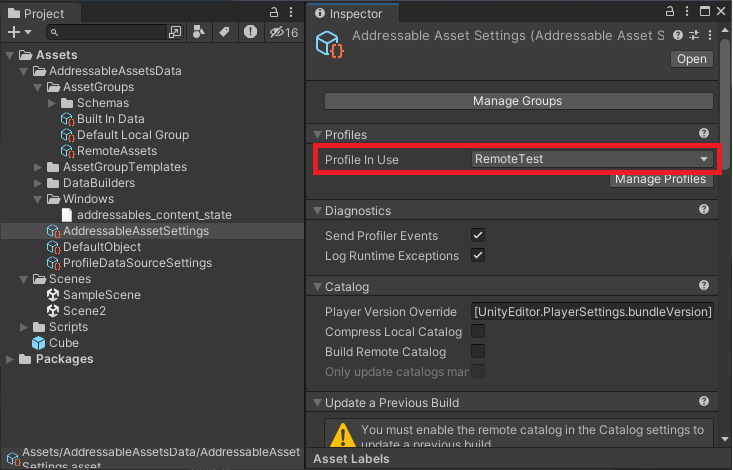 Project
16
Assets
AddressableAssetsData
AssetGroups
Schemas
Built In Data
Default Local Group
RemoteAssets
AssetGroupTemplates
DataBuilders
Windows
addressables_content_state
AddressableAssetSettings
DefaultObject
ProfileDataSourceSettings
Scenes
SampleScene
Scene2
Scripts
Cube
Packages
Assets/AddressableAssetsData/AddressableAsset
Settings.asset
Inspector
Addressable Asset Settings (Addressable Asset S
Open
Manage Groups
Profiles
Profile In Use RemoteTest
Manage Profiles
Diagnostics
Send Profiler Events
Log Runtime Exceptions
Catalog
Player Version Override [UnityEditor.PlayerSettings.bundleVersion]
Compress Local Catalog
Build Remote Catalog
Only update catalogs mar
Update a Previous Build
You must enable the remote catalog in the Catalog settings to
update a previous build
Asset Labels